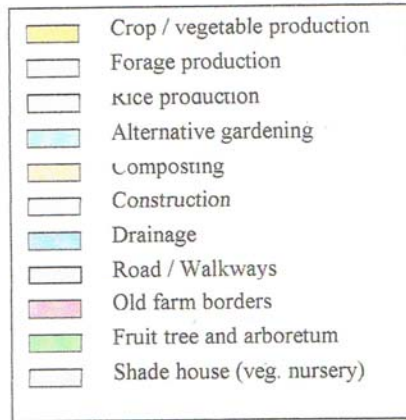 Crop / vegetable production
Forage production
Rice production
Alternative gardening
Composting
Construction
Drainage
Road / Walkways
Old farm borders
Fruit tree and arboretum
Shade house (veg. nursery)